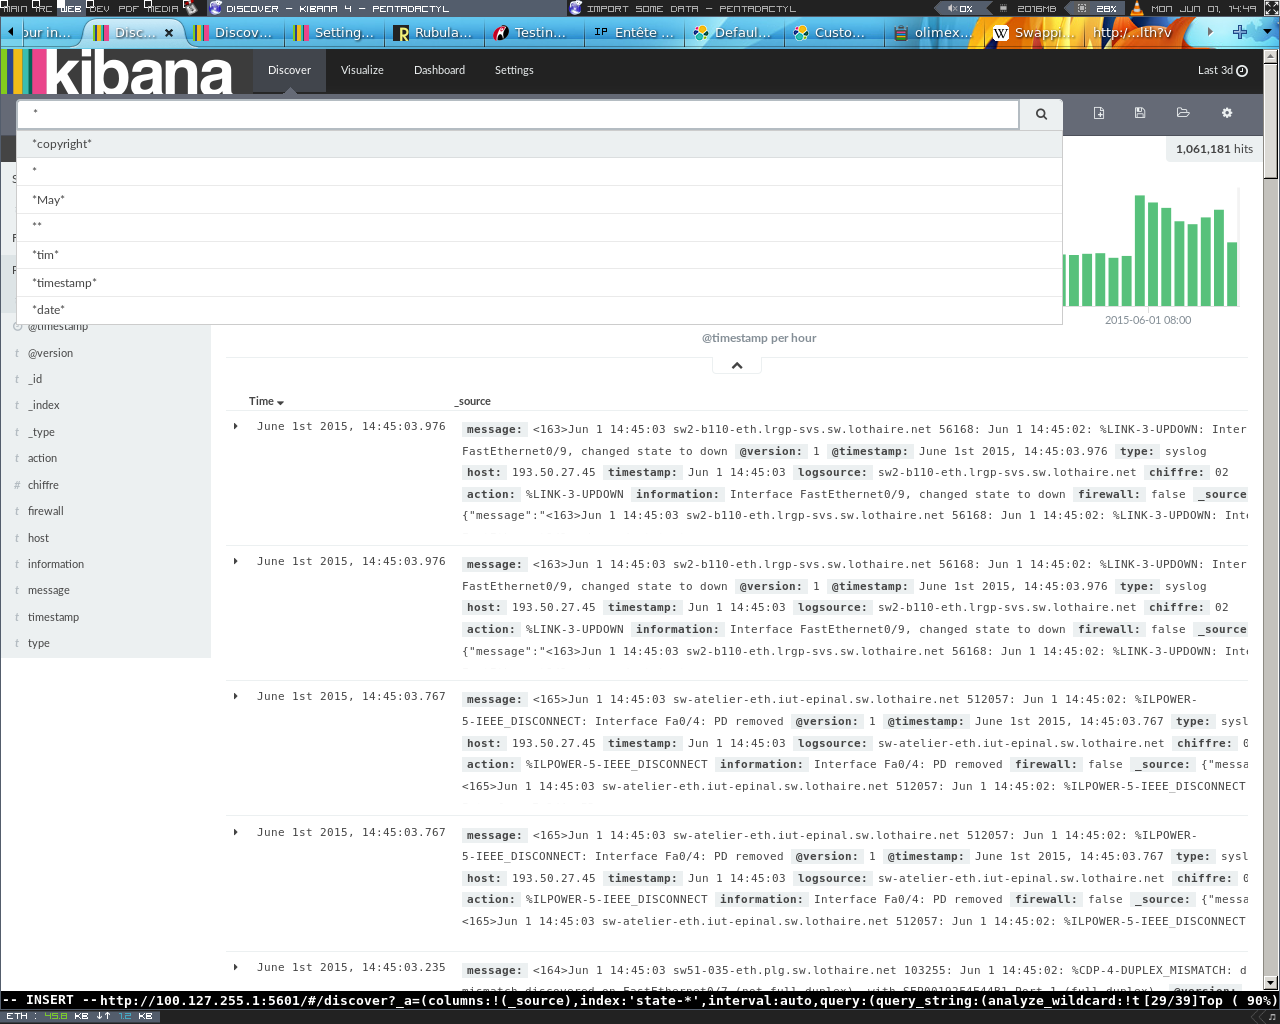 MAIN ARC WEB DEV PDF MEDIA DISCOVER - KIBANA 4 - PENTADACTYL IMPORT SOME DATA - PENTADACTYL 0% 2016MB 28% MON JUN 01, 14:49
our in... Disc... Discov... Setting... Rubula... Testin... IP Entête ... Defaul... Custo... olimex... W Swappi... http:/...lth?v
kibana Discover Visualize Dashboard Settings Last 3d
*
*copyright*
*
*May*
**
*tim*
*timestamp*
*date*
1,061,181 hits
2015-06-01 08:00
@timestamp per hour
@timestamp
t @version
t _id
t _index
t _type
t action
# chiffre
t firewall
t host
t information
t message
t timestamp
t type
Time _source
June 1st 2015, 14:45:03.976 message: <163>Jun 1 14:45:03 sw2-b110-eth.lrgp-svs.sw.lothaire.net 56168: Jun 1 14:45:02: %LINK-3-UPDOWN: Inter
FastEthernet0/9, changed state to down @version: 1 @timestamp: June 1st 2015, 14:45:03.976 type: syslog
host: 193.50.27.45 timestamp: Jun 1 14:45:03 logsource: sw2-b110-eth.lrgp-svs.sw.lothaire.net chiffre: 02
action: %LINK-3-UPDOWN information: Interface FastEthernet0/9, changed state to down firewall: false _source
{"message":"<163>Jun 1 14:45:03 sw2-b110-eth.lrgp-svs.sw.lothaire.net 56168: Jun 1 14:45:02: %LINK-3-UPDOWN: Inte
June 1st 2015, 14:45:03.976 message: <163>Jun 1 14:45:03 sw2-b110-eth.lrgp-svs.sw.lothaire.net 56168: Jun 1 14:45:02: %LINK-3-UPDOWN: Inter
FastEthernet0/9, changed state to down @version: 1 @timestamp: June 1st 2015, 14:45:03.976 type: syslog
host: 193.50.27.45 timestamp: Jun 1 14:45:03 logsource: sw2-b110-eth.lrgp-svs.sw.lothaire.net chiffre: 02
action: %LINK-3-UPDOWN information: Interface FastEthernet0/9, changed state to down firewall: false _source
{"message":"<163>Jun 1 14:45:03 sw2-b110-eth.lrgp-svs.sw.lothaire.net 56168: Jun 1 14:45:02: %LINK-3-UPDOWN: Inte
June 1st 2015, 14:45:03.767 message: <165>Jun 1 14:45:03 sw-atelier-eth.iut-epinal.sw.lothaire.net 512057: Jun 1 14:45:02: %ILPOWER-
5-IEEE_DISCONNECT: Interface Fa0/4: PD removed @version: 1 @timestamp: June 1st 2015, 14:45:03.767 type: sysl
host: 193.50.27.45 timestamp: Jun 1 14:45:03 logsource: sw-atelier-eth.iut-epinal.sw.lothaire.net chiffre: 0
action: %ILPOWER-5-IEEE_DISCONNECT information: Interface Fa0/4: PD removed firewall: false _source: {"messa
<165>Jun 1 14:45:03 sw-atelier-eth.iut-epinal.sw.lothaire.net 512057: Jun 1 14:45:02: %ILPOWER-5-IEEE_DISCONNECT
June 1st 2015, 14:45:03.767 message: <165>Jun 1 14:45:03 sw-atelier-eth.iut-epinal.sw.lothaire.net 512057: Jun 1 14:45:02: %ILPOWER-
5-IEEE_DISCONNECT: Interface Fa0/4: PD removed @version: 1 @timestamp: June 1st 2015, 14:45:03.767 type: sysl
host: 193.50.27.45 timestamp: Jun 1 14:45:03 logsource: sw-atelier-eth.iut-epinal.sw.lothaire.net chiffre: 0
action: %ILPOWER-5-IEEE_DISCONNECT information: Interface Fa0/4: PD removed firewall: false _source: {"messa
<165>Jun 1 14:45:03 sw-atelier-eth.iut-epinal.sw.lothaire.net 512057: Jun 1 14:45:02: %ILPOWER-5-IEEE_DISCONNECT
June 1st 2015, 14:45:03.235 message: <164>Jun 1 14:45:03 sw51-035-eth.plg.sw.lothaire.net 103255: Jun 1 14:45:02: %CDP-4-DUPLEX_MISMATCH: d
-- INSERT -- http://100.127.255.1:5601/#/discover?_a=(columns:!(_source),index:'state-*',interval:auto,query:(query_string:(analyze_wildcard:!t [29/39] Top ( 90%)
ETH : 45.8 KB ↓↑ 1.2 KB